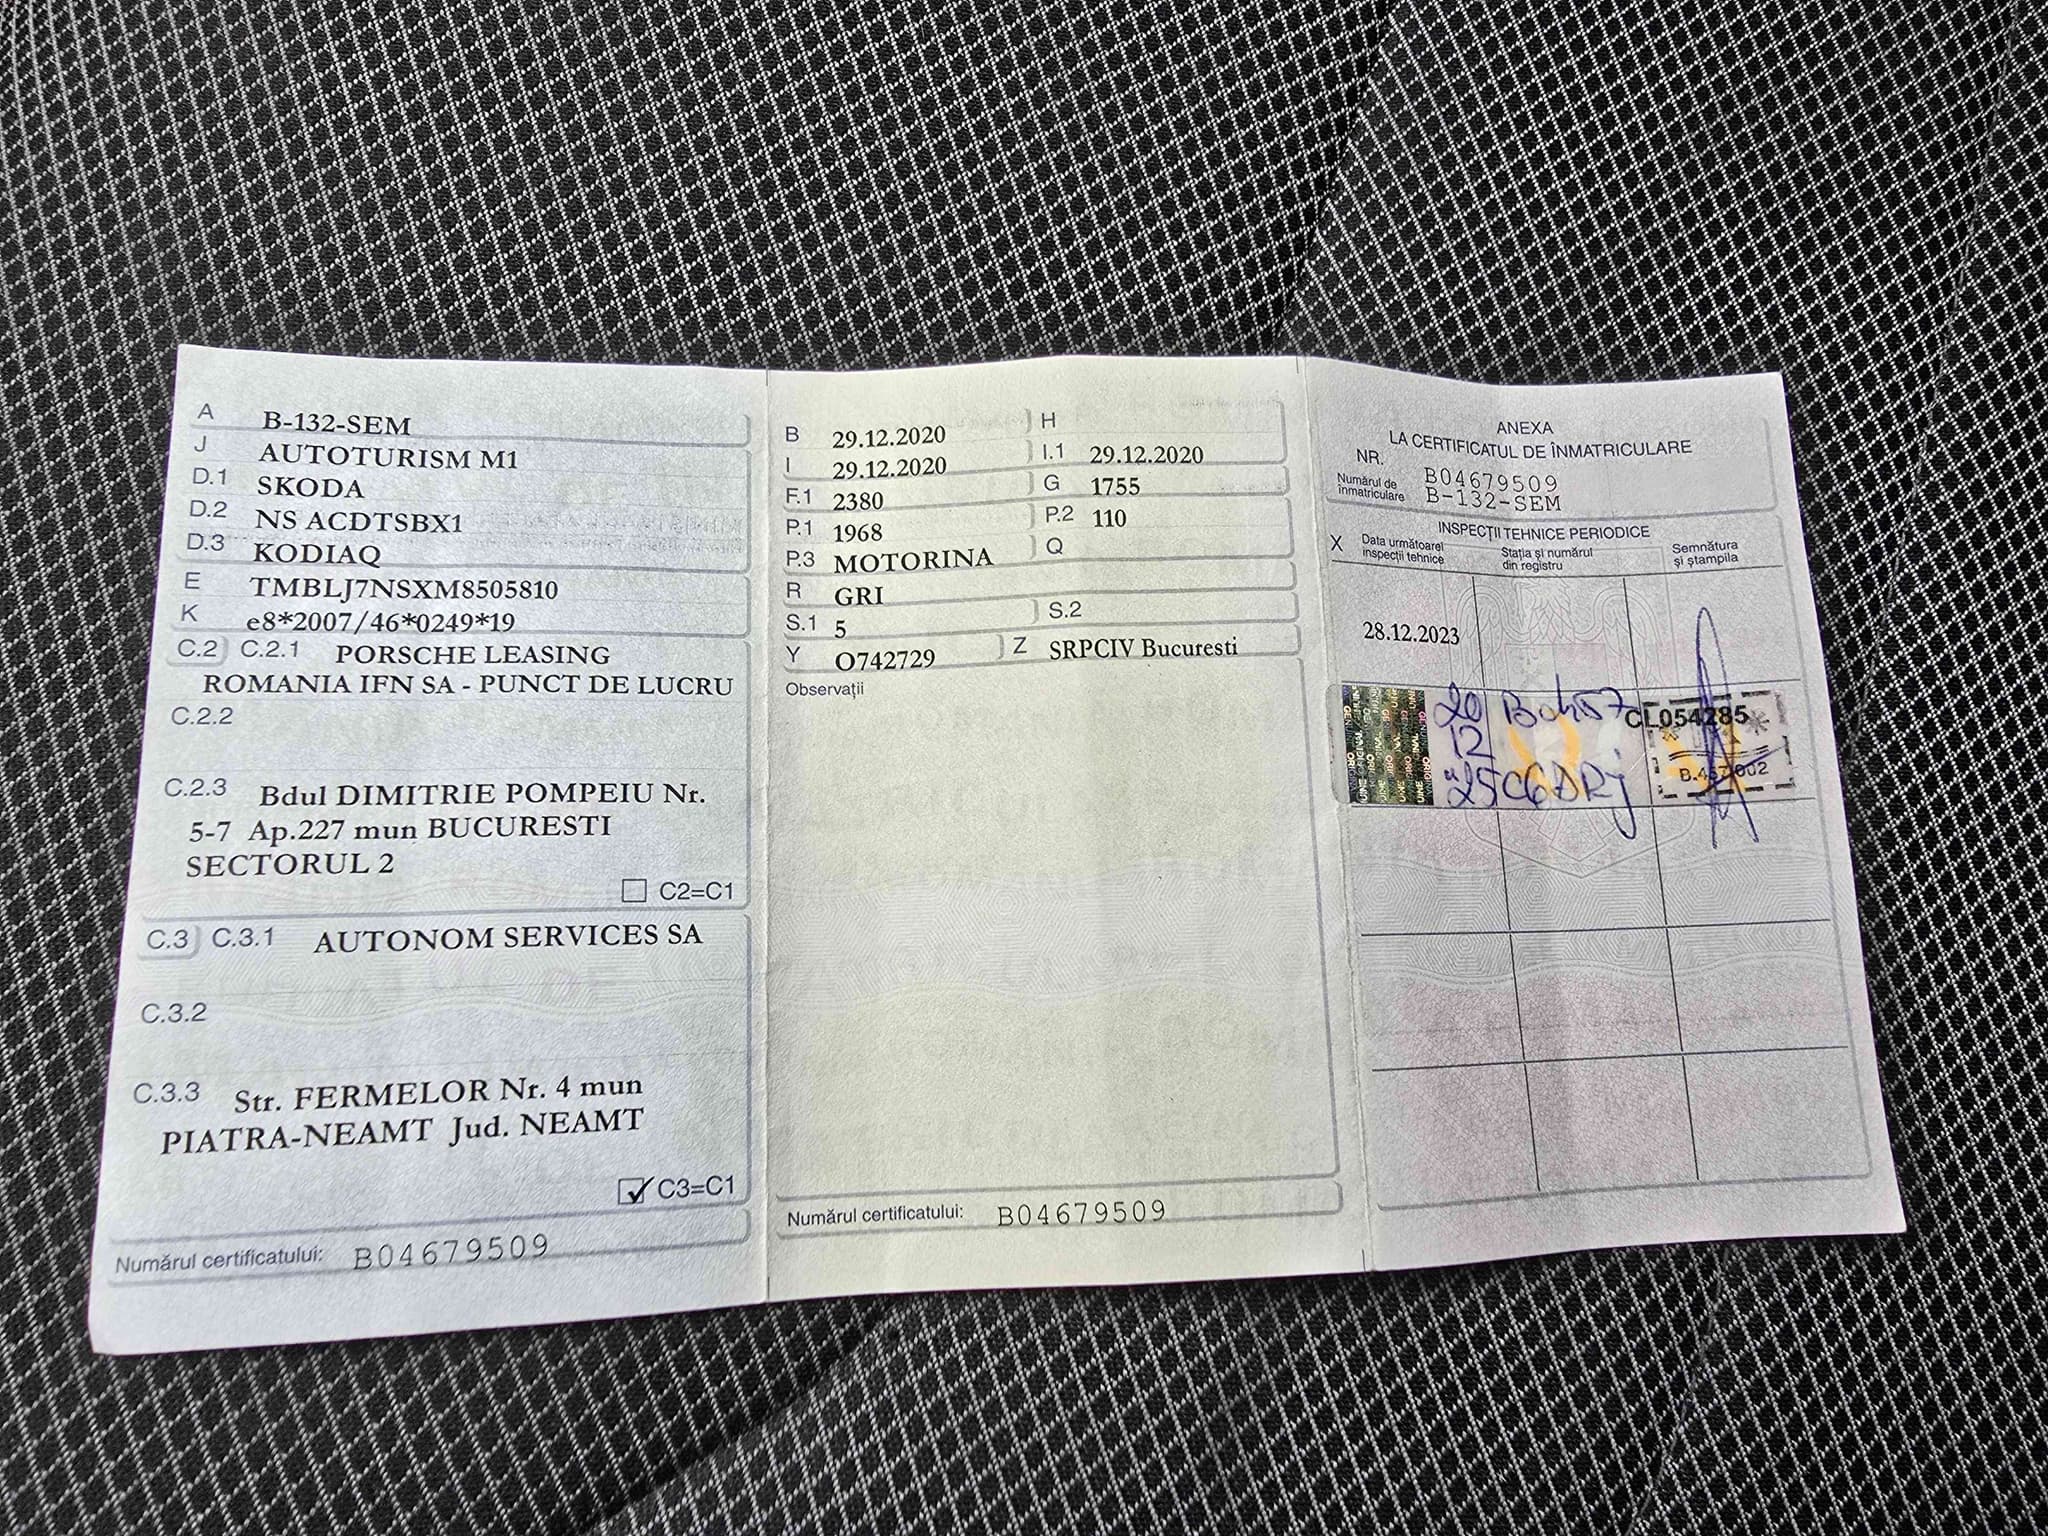 A B-132-SEM
J AUTOTURISM M1
D.1 SKODA
D.2 NS ACDTSBX1
D.3 KODIAQ
E TMBLJ7NSXM8505810
K e8*2007/46*0249*19
C.2 C.2.1 PORSCHE LEASING
ROMANIA IFN SA - PUNCT DE LUCRU
C.2.2
C.2.3 Bdul DIMITRIE POMPEIU Nr.
5-7 Ap.227 mun BUCURESTI
SECTORUL 2
C2=C1
C.3 C.3.1 AUTONOM SERVICES SA
C.3.2
C.3.3 Str. FERMELOR Nr. 4 mun
PIATRA-NEAMT Jud. NEAMT
C3=C1
Numărul certificatului: B04679509
B 29.12.2020 H
I 29.12.2020 I.1 29.12.2020
F.1 2380 G 1755
P.1 1968 P.2 110
P.3 MOTORINA Q
R GRI
S.1 5 S.2
Y O742729 Z SRPCIV Bucuresti
Observații
Numărul certificatului: B04679509
ANEXA
LA CERTIFICATUL DE ÎNMATRICULARE
NR. B04679509
Numărul de
înmatriculare B-132-SEM
INSPECȚII TEHNICE PERIODICE
X Data următoarei
inspecții tehnice
Stația și numărul
din registru
Semnătura
și ștampila
28.12.2023
20
12
25
CL054285